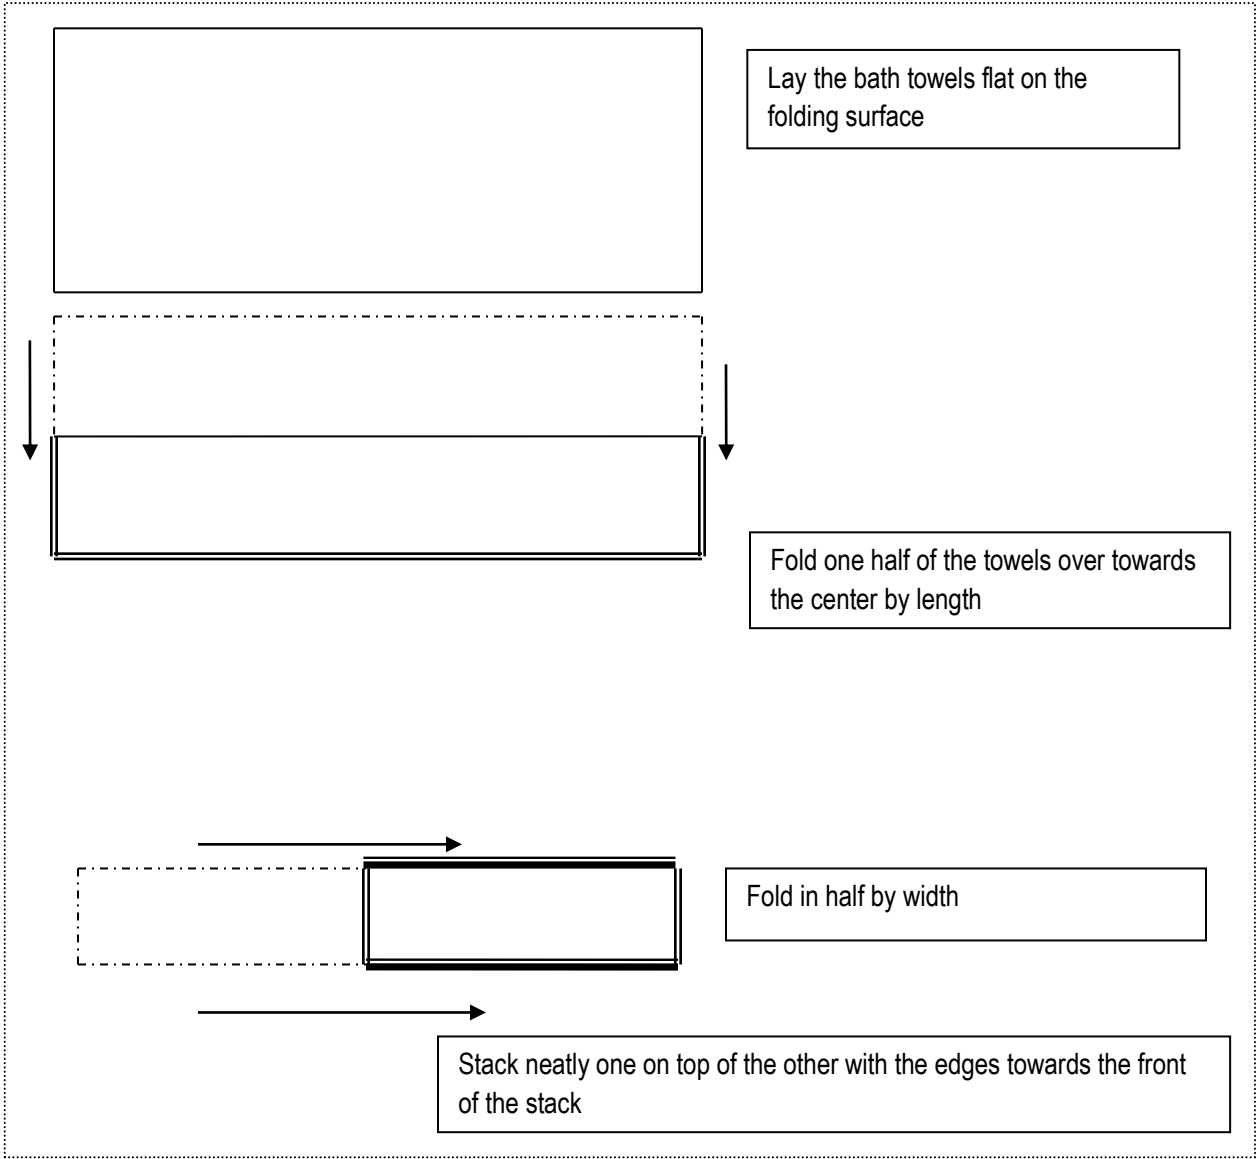 Lay the bath towels flat on the
folding surface
Fold one half of the towels over towards
the center by length
Fold in half by width
Stack neatly one on top of the other with the edges towards the front
of the stack